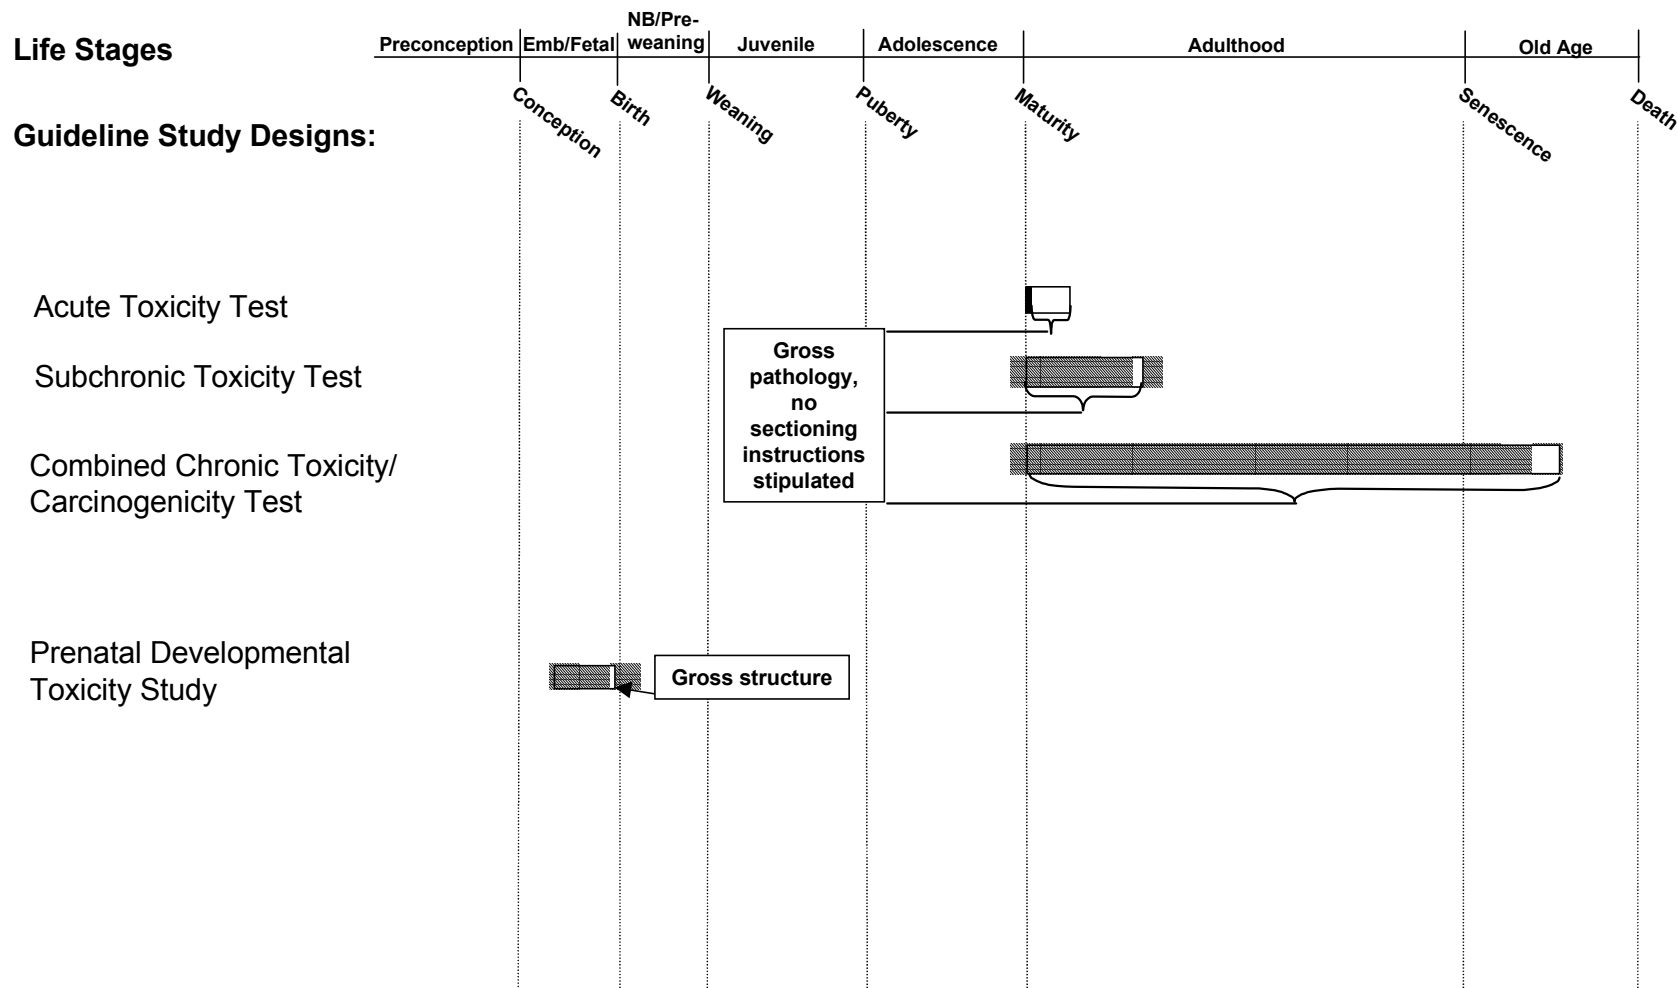 Life Stages
Preconception
Emb/Fetal
NB/Pre-
weaning
Juvenile
Adolescence
Adulthood
Old Age
Conception
Birth
Weaning
Puberty
Maturity
Senescence
Death
Guideline Study Designs:
Acute Toxicity Test
Subchronic Toxicity Test
Combined Chronic Toxicity/
Carcinogenicity Test
Gross
pathology,
no
sectioning
instructions
stipulated
Prenatal Developmental
Toxicity Study
Gross structure